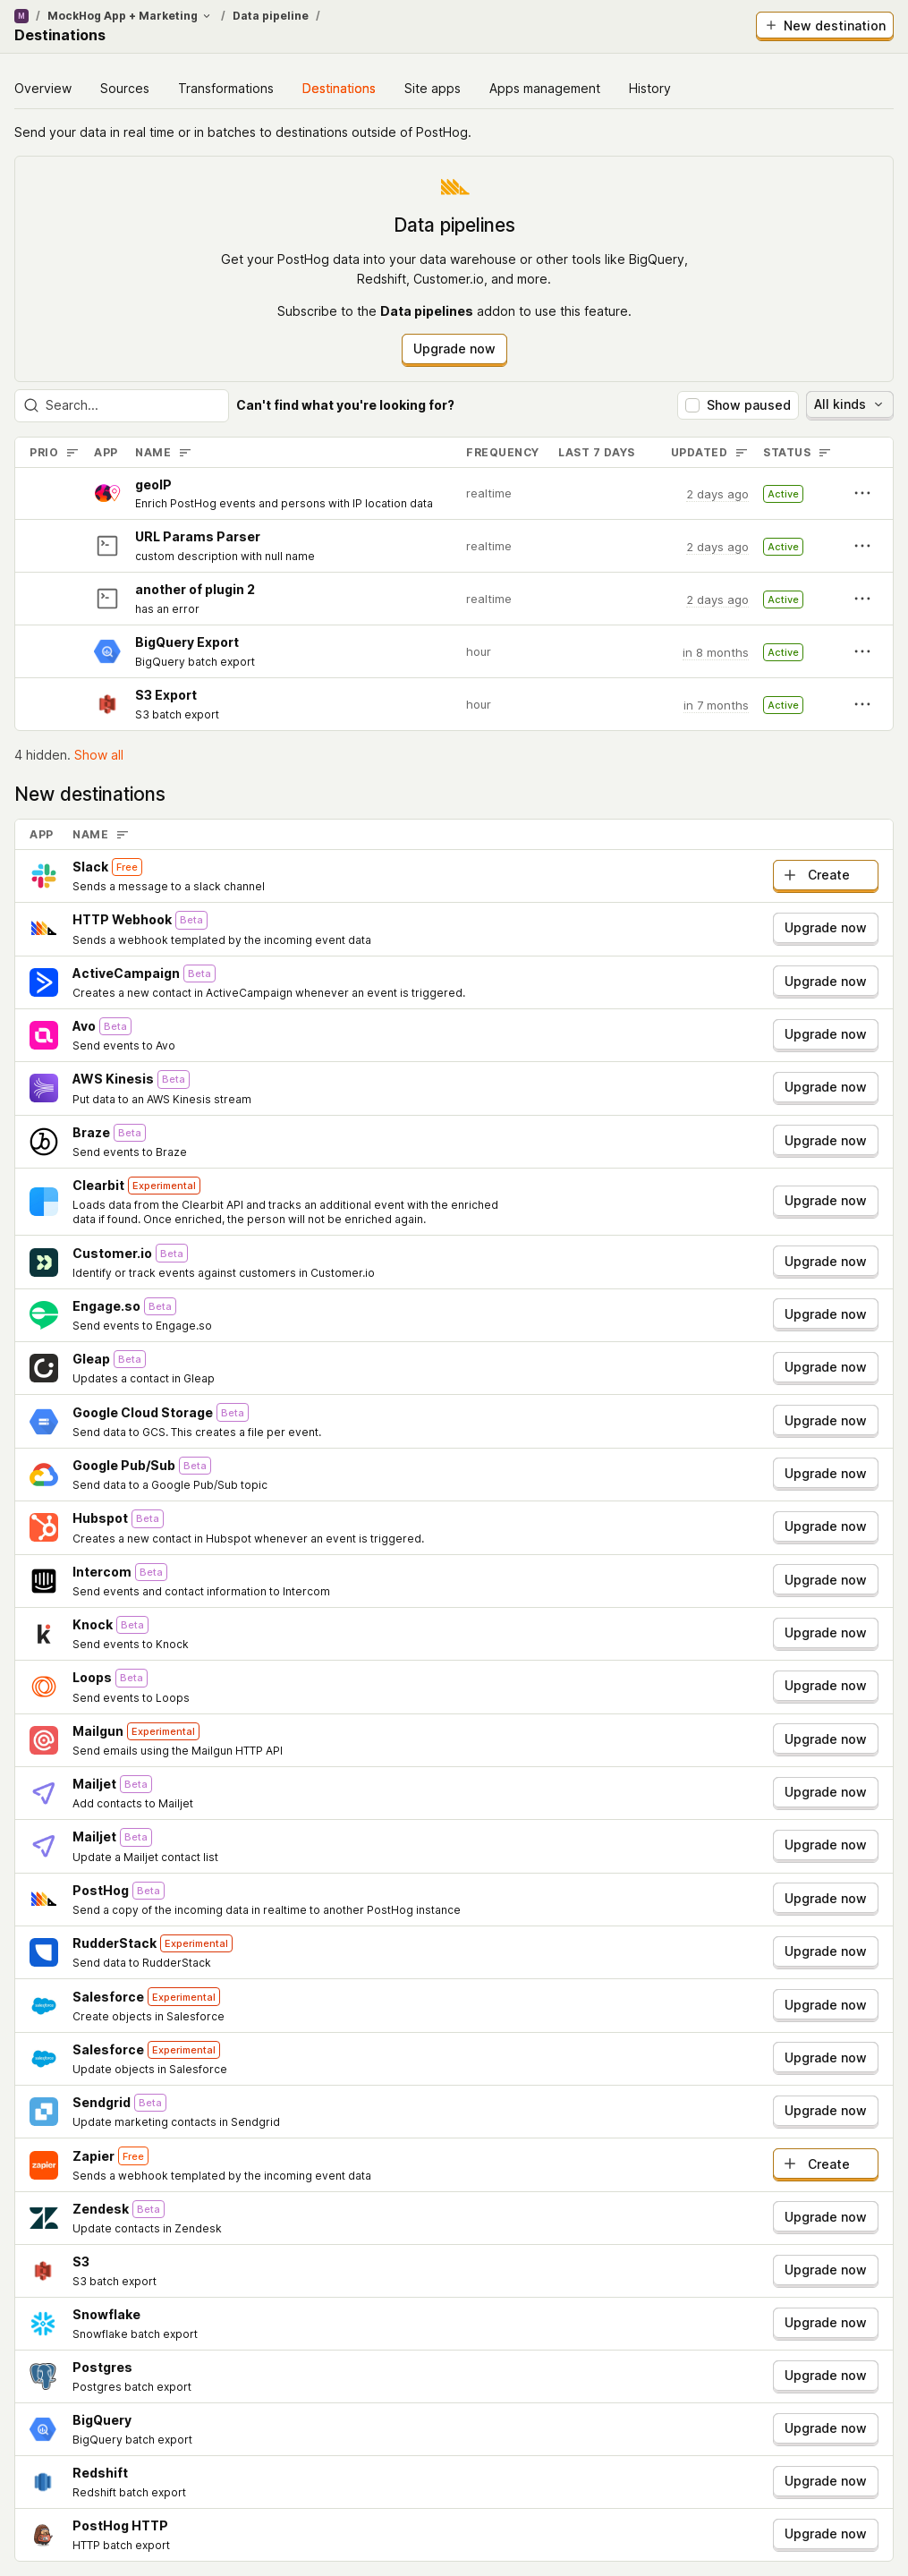 M / MockHog App + Marketing / Data pipeline /
Destinations
New destination
Overview Sources Transformations Destinations Site apps Apps management History
Send your data in real time or in batches to destinations outside of PostHog.
Data pipelines
Get your PostHog data into your data warehouse or other tools like BigQuery,
Redshift, Customer.io, and more.
Subscribe to the Data pipelines addon to use this feature.
Upgrade now
Search... Can't find what you're looking for? Show paused All kinds
PRIO APP NAME FREQUENCY LAST 7 DAYS UPDATED STATUS
geoIP
Enrich PostHog events and persons with IP location data
realtime 2 days ago Active
URL Params Parser
custom description with null name
realtime 2 days ago Active
another of plugin 2
has an error
realtime 2 days ago Active
BigQuery Export
BigQuery batch export
hour in 8 months Active
S3 Export
S3 batch export
hour in 7 months Active
4 hidden. Show all
New destinations
APP NAME
Slack Free
Sends a message to a slack channel
Create
HTTP Webhook Beta
Sends a webhook templated by the incoming event data
Upgrade now
ActiveCampaign Beta
Creates a new contact in ActiveCampaign whenever an event is triggered.
Upgrade now
Avo Beta
Send events to Avo
Upgrade now
AWS Kinesis Beta
Put data to an AWS Kinesis stream
Upgrade now
Braze Beta
Send events to Braze
Upgrade now
Clearbit Experimental
Loads data from the Clearbit API and tracks an additional event with the enriched
data if found. Once enriched, the person will not be enriched again.
Upgrade now
Customer.io Beta
Identify or track events against customers in Customer.io
Upgrade now
Engage.so Beta
Send events to Engage.so
Upgrade now
Gleap Beta
Updates a contact in Gleap
Upgrade now
Google Cloud Storage Beta
Send data to GCS. This creates a file per event.
Upgrade now
Google Pub/Sub Beta
Send data to a Google Pub/Sub topic
Upgrade now
Hubspot Beta
Creates a new contact in Hubspot whenever an event is triggered.
Upgrade now
Intercom Beta
Send events and contact information to Intercom
Upgrade now
Knock Beta
Send events to Knock
Upgrade now
Loops Beta
Send events to Loops
Upgrade now
Mailgun Experimental
Send emails using the Mailgun HTTP API
Upgrade now
Mailjet Beta
Add contacts to Mailjet
Upgrade now
Mailjet Beta
Update a Mailjet contact list
Upgrade now
PostHog Beta
Send a copy of the incoming data in realtime to another PostHog instance
Upgrade now
RudderStack Experimental
Send data to RudderStack
Upgrade now
salesforce
Salesforce Experimental
Create objects in Salesforce
Upgrade now
salesforce
Salesforce Experimental
Update objects in Salesforce
Upgrade now
Sendgrid Beta
Update marketing contacts in Sendgrid
Upgrade now
zapier
Zapier Free
Sends a webhook templated by the incoming event data
Create
Zendesk Beta
Update contacts in Zendesk
Upgrade now
S3
S3 batch export
Upgrade now
Snowflake
Snowflake batch export
Upgrade now
Postgres
Postgres batch export
Upgrade now
BigQuery
BigQuery batch export
Upgrade now
Redshift
Redshift batch export
Upgrade now
PostHog HTTP
HTTP batch export
Upgrade now